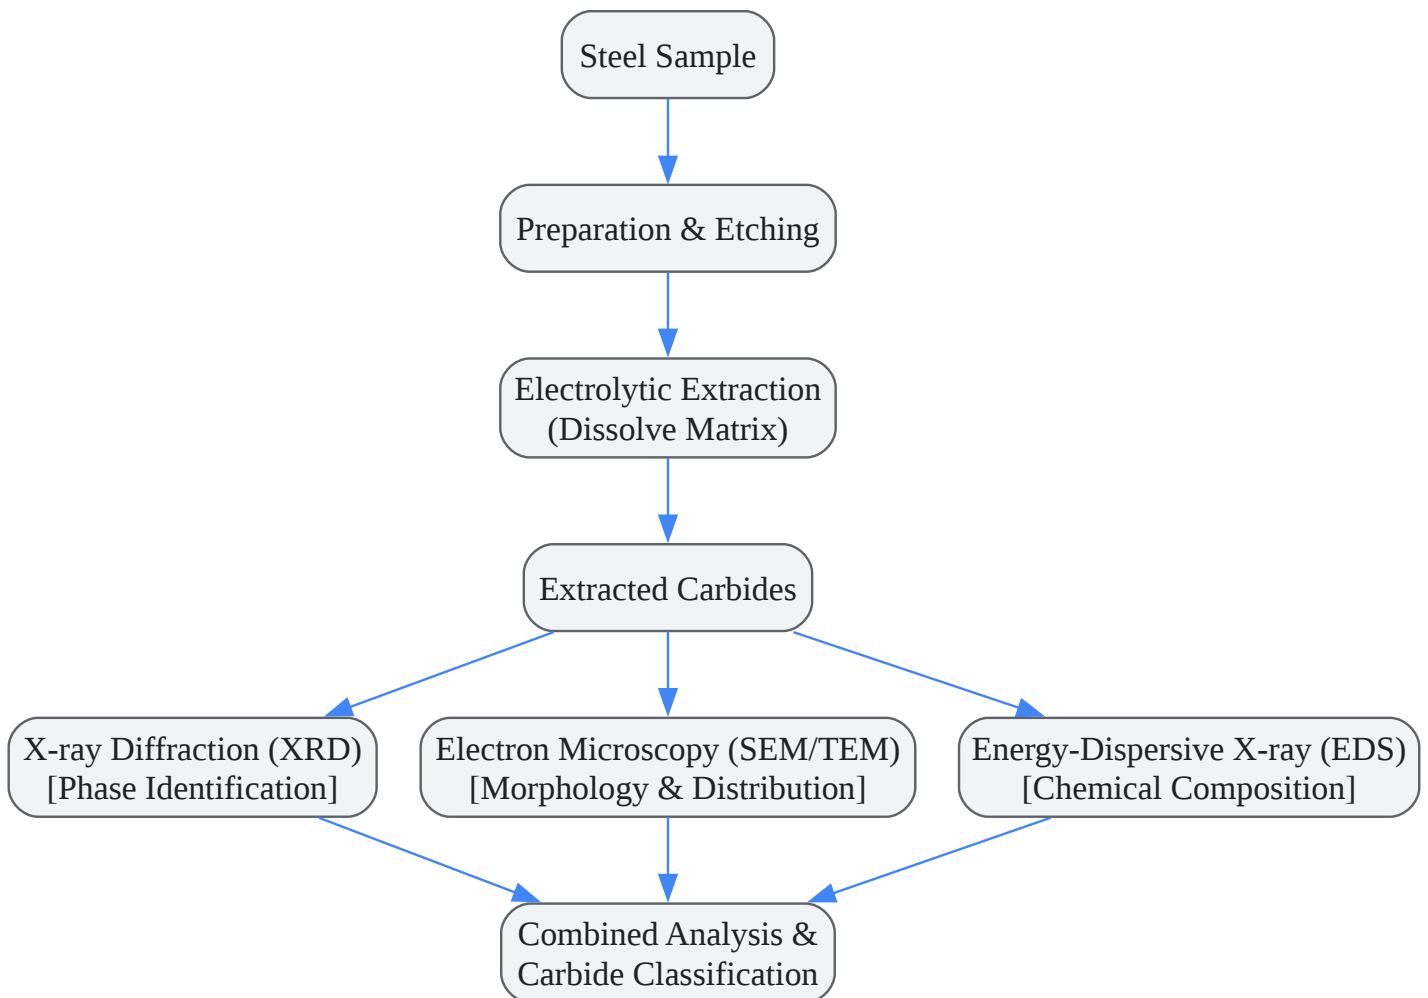 Steel Sample
Preparation & Etching
Electrolytic Extraction
(Dissolve Matrix)
Extracted Carbides
X-ray Diffraction (XRD)
[Phase Identification]
Electron Microscopy (SEM/TEM)
[Morphology & Distribution]
Energy-Dispersive X-ray (EDS)
[Chemical Composition]
Combined Analysis &
Carbide Classification